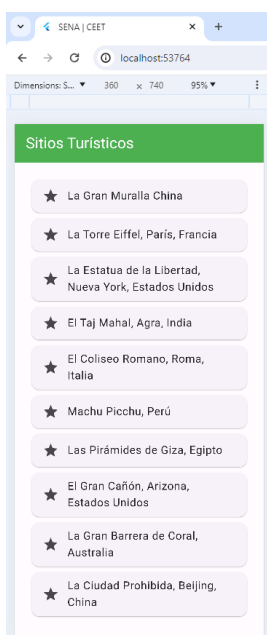 SENA | CEET
localhost:53764
Dimensions: S... 360 x 740 95%
Sitios Turísticos
La Gran Muralla China
La Torre Eiffel, París, Francia
La Estatua de la Libertad,
Nueva York, Estados Unidos
El Taj Mahal, Agra, India
El Coliseo Romano, Roma,
Italia
Machu Picchu, Perú
Las Pirámides de Giza, Egipto
El Gran Cañón, Arizona,
Estados Unidos
La Gran Barrera de Coral,
Australia
La Ciudad Prohibida, Beijing,
China